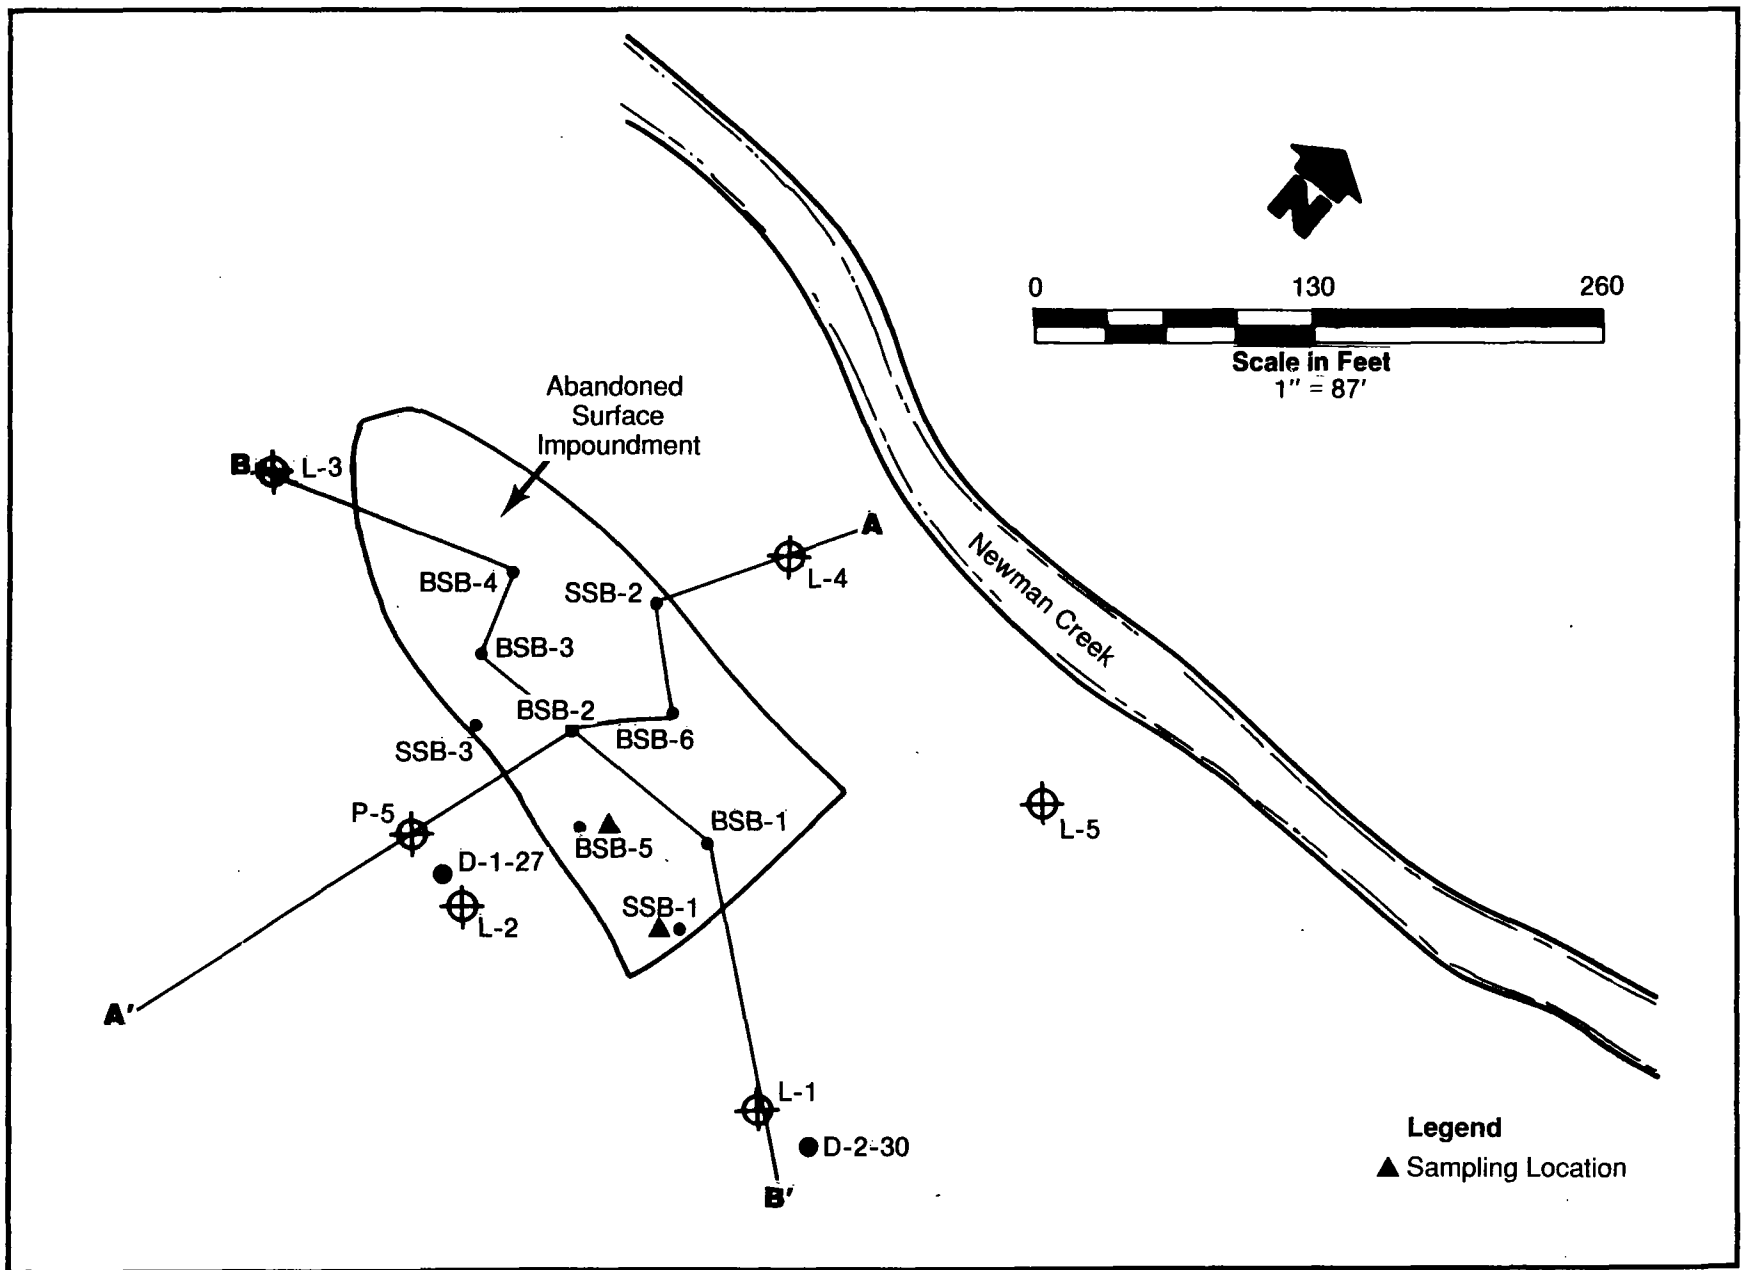 N
0 130 260
Scale in Feet
1" = 87'
Abandoned
Surface
Impoundment
B
L-3
A
L-4
BSB-4
SSB-2
Newman Creek
BSB-3
BSB-2
SSB-3
BSB-6
P-5
BSB-1
L-5
BSB-5
D-1-27
SSB-1
L-2
A'
L-1
Legend
D-2-30
Sampling Location
B'